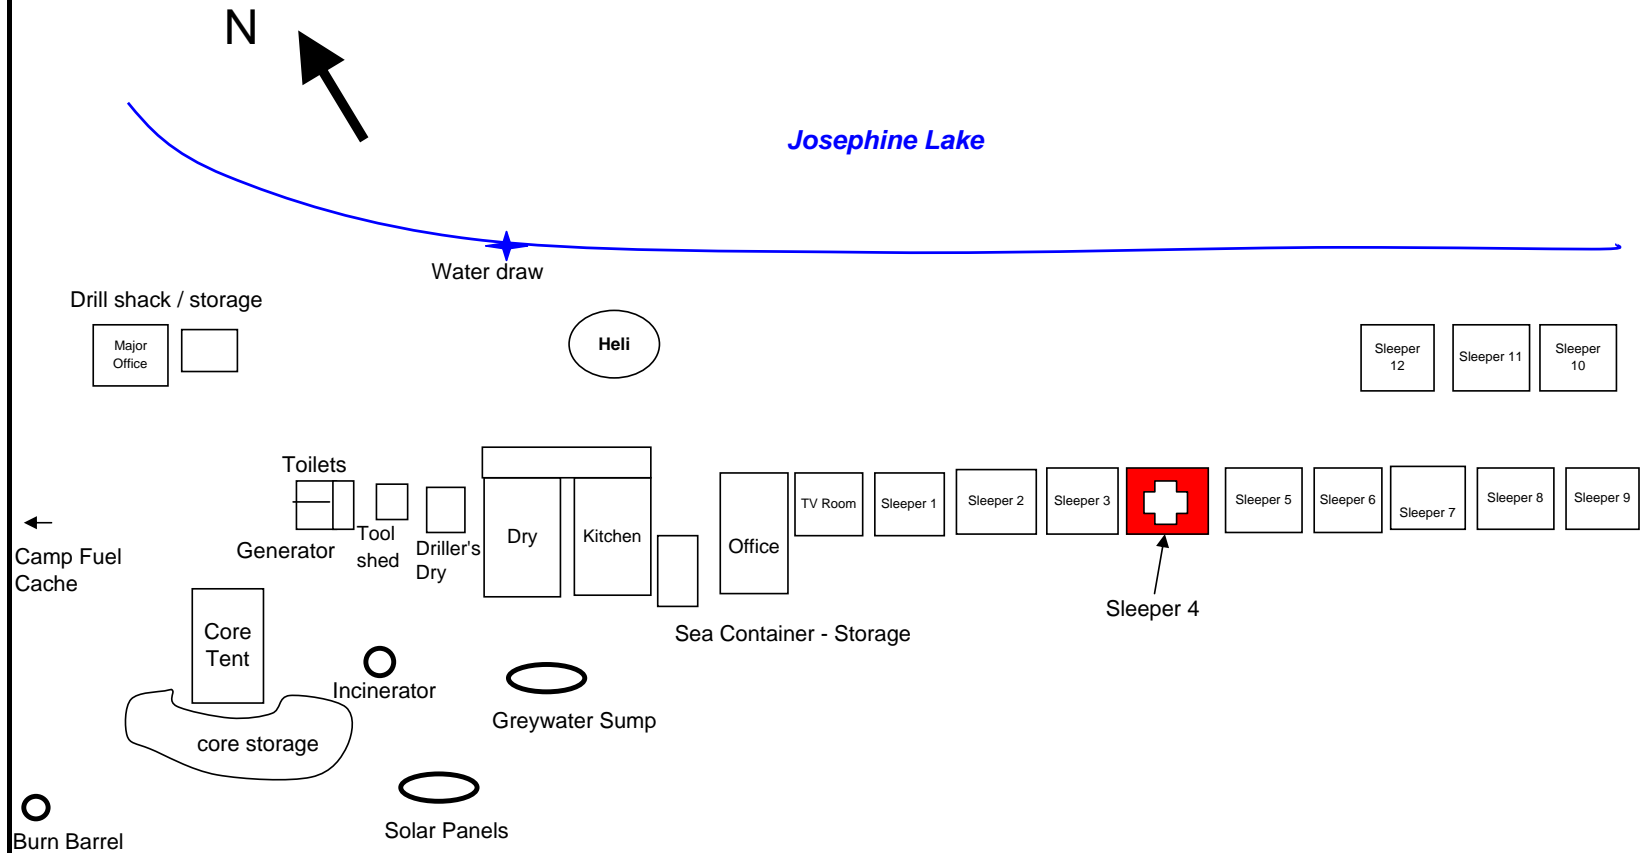 N
Josephine Lake
Water draw
Drill shack / storage
Major
Office
Heli
Sleeper
12
Sleeper 11
Sleeper
10
Toilets
Generator
Tool
shed
Driller's
Dry
Dry
Kitchen
Office
TV Room
Sleeper 1
Sleeper 2
Sleeper 3
Sleeper 5
Sleeper 6
Sleeper 7
Sleeper 8
Sleeper 9
Camp Fuel
Cache
Sleeper 4
Sea Container - Storage
Core
Tent
Incinerator
Greywater Sump
core storage
Solar Panels
Burn Barrel